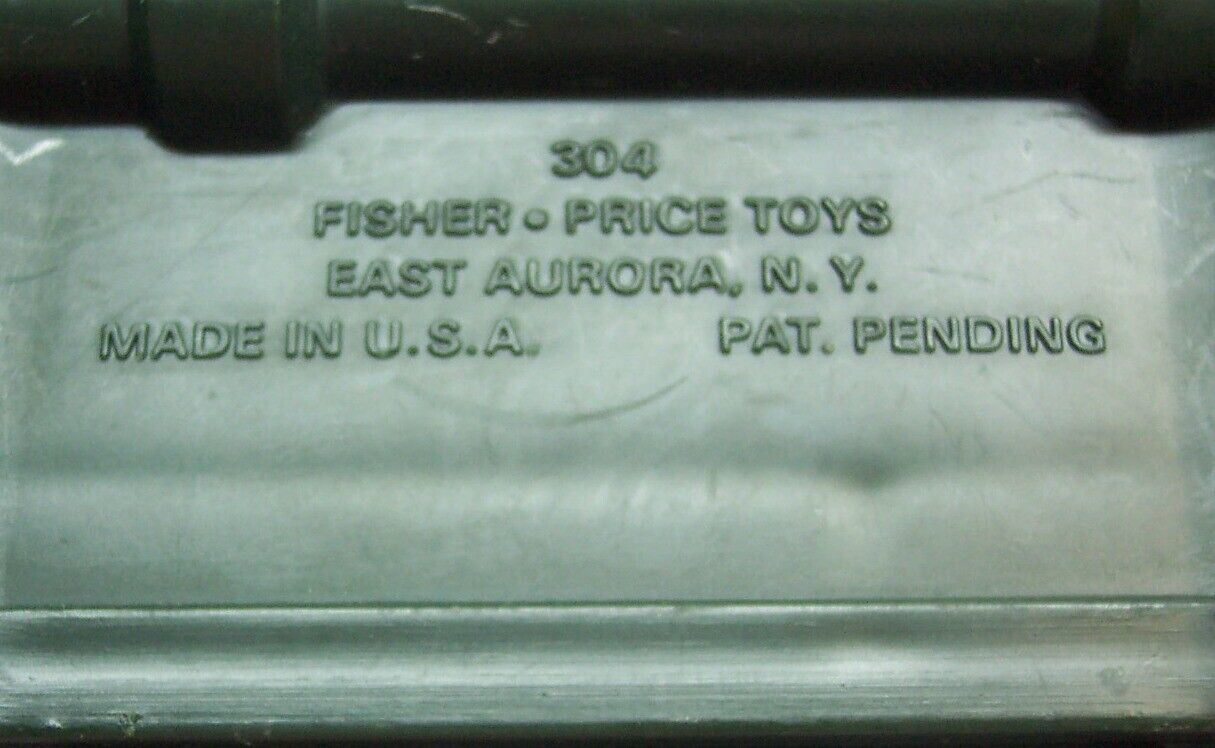 304
FISHER • PRICE TOYS
EAST AURORA, N. Y.
MADE IN U.S.A. PAT. PENDING